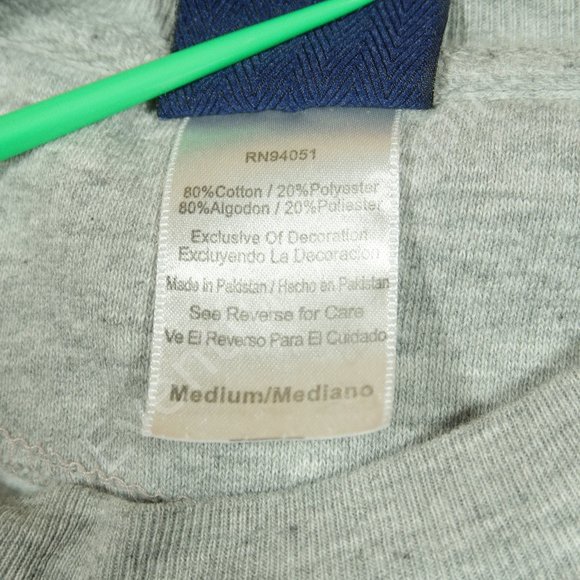 RN94051
80%Cotton / 20%Polyester
80%Algodon / 20%Poliester
Exclusive Of Decoration
Excluyendo La Decoración
Made in Pakistan / Hecho en Pakistan
See Reverse for Care
Ve El Reverso Para El Cuidado
Medium/Mediano